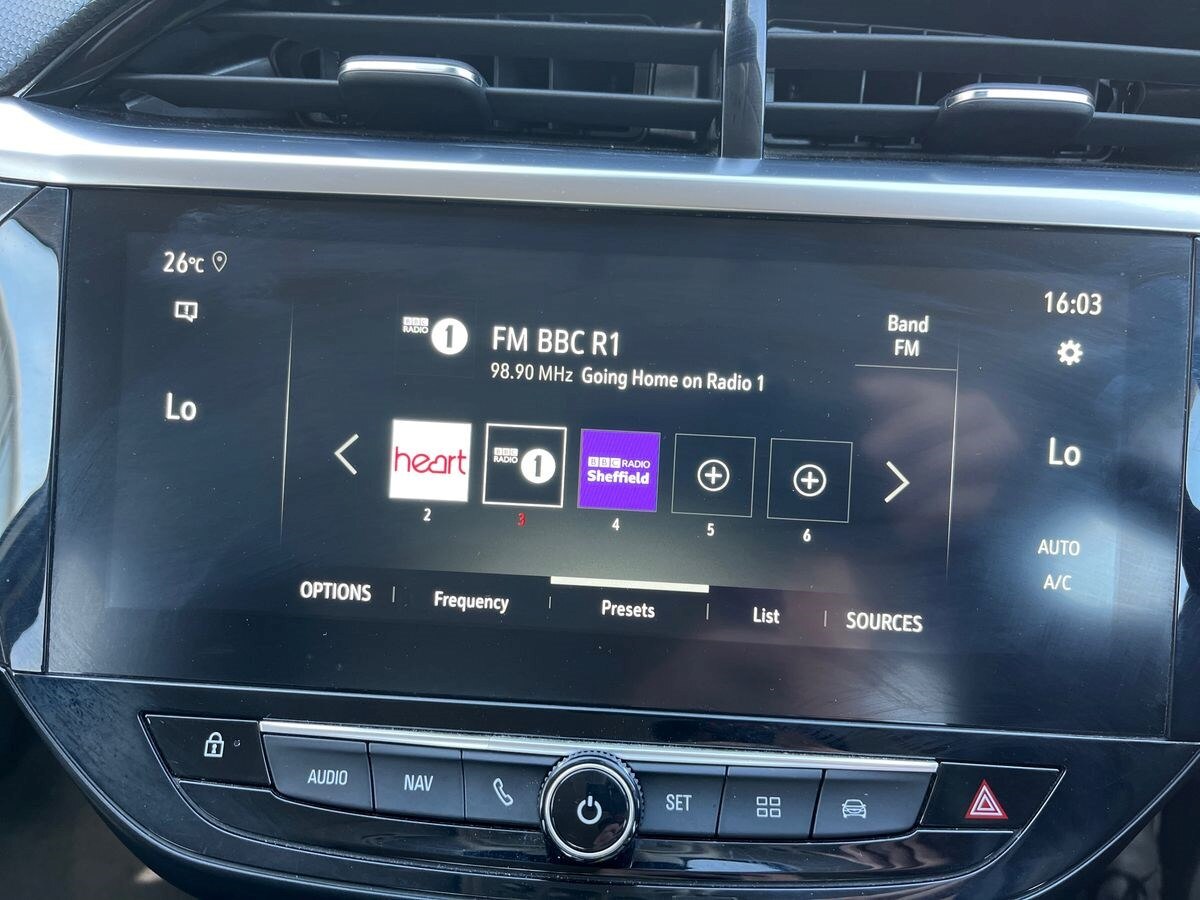 26°C
16:03
BBC
RADIO
1
FM BBC R1
98.90 MHz Going Home on Radio 1
Band
FM
Lo
Lo
heart
BBC
RADIO
1
BBC RADIO
Sheffield
2
3
4
5
6
AUTO
A/C
OPTIONS
Frequency
Presets
List
SOURCES
AUDIO
NAV
SET